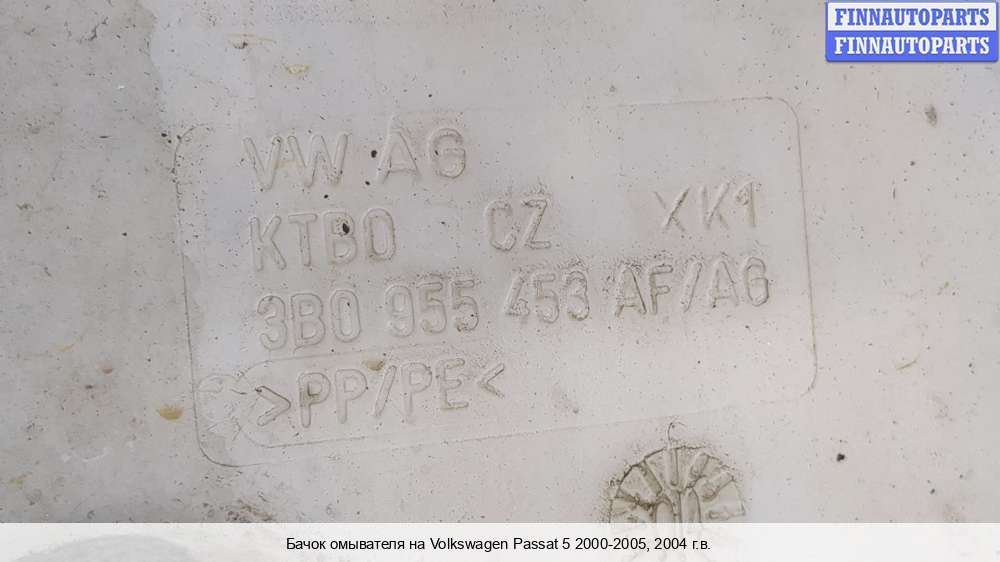 FINNAUTOPARTS
FINNAUTOPARTS
VW AG
KTBO CZ XK1
3B0 955 453 AF/AG
>PP/PE<
Бачок омывателя на Volkswagen Passat 5 2000-2005, 2004 г.в.